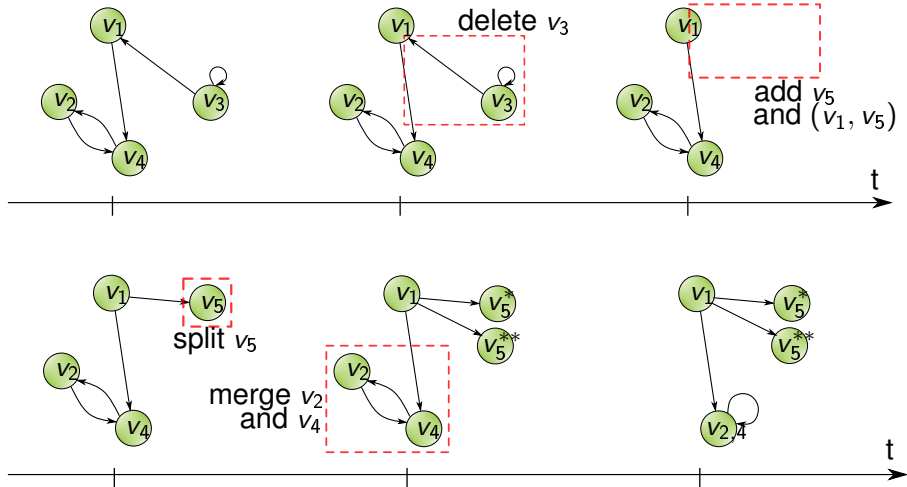 v₁
v₂
v₃
v₄
delete v₃
v₁
v₂
v₃
v₄
v₁
v₂
v₄
add v₅
and (v₁, v₅)
t
v₁
v₅
split v₅
v₂
v₄
v₁
v₅*
v₅**
merge v₂
and v₄
v₂
v₄
v₁
v₅*
v₅**
v₂,₄
t